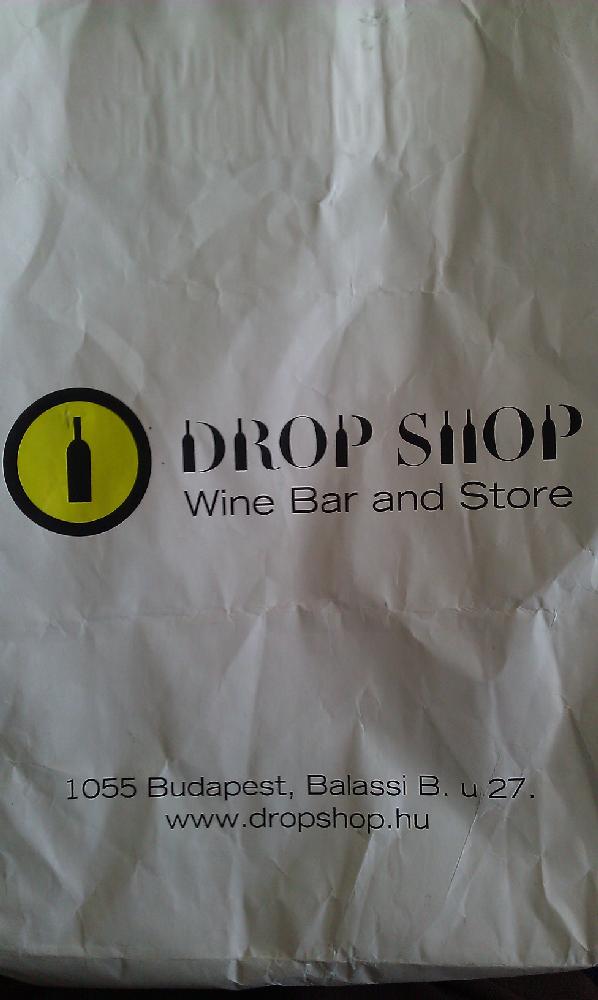 DROP SHOP
Wine Bar and Store
1055 Budapest, Balassi B. u 27.
www.dropshop.hu